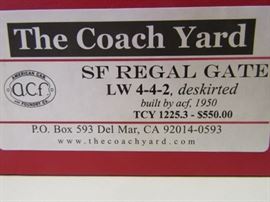 The Coach Yard
AMERICAN CAR
a.c.f.
AND FOUNDRY CO.
SF REGAL GATE
LW 4-4-2, deskirted
built by acf, 1950
TCY 1225.3 - $550.00
P.O. Box 593 Del Mar, CA 92014-0593
www.thecoachyard.com